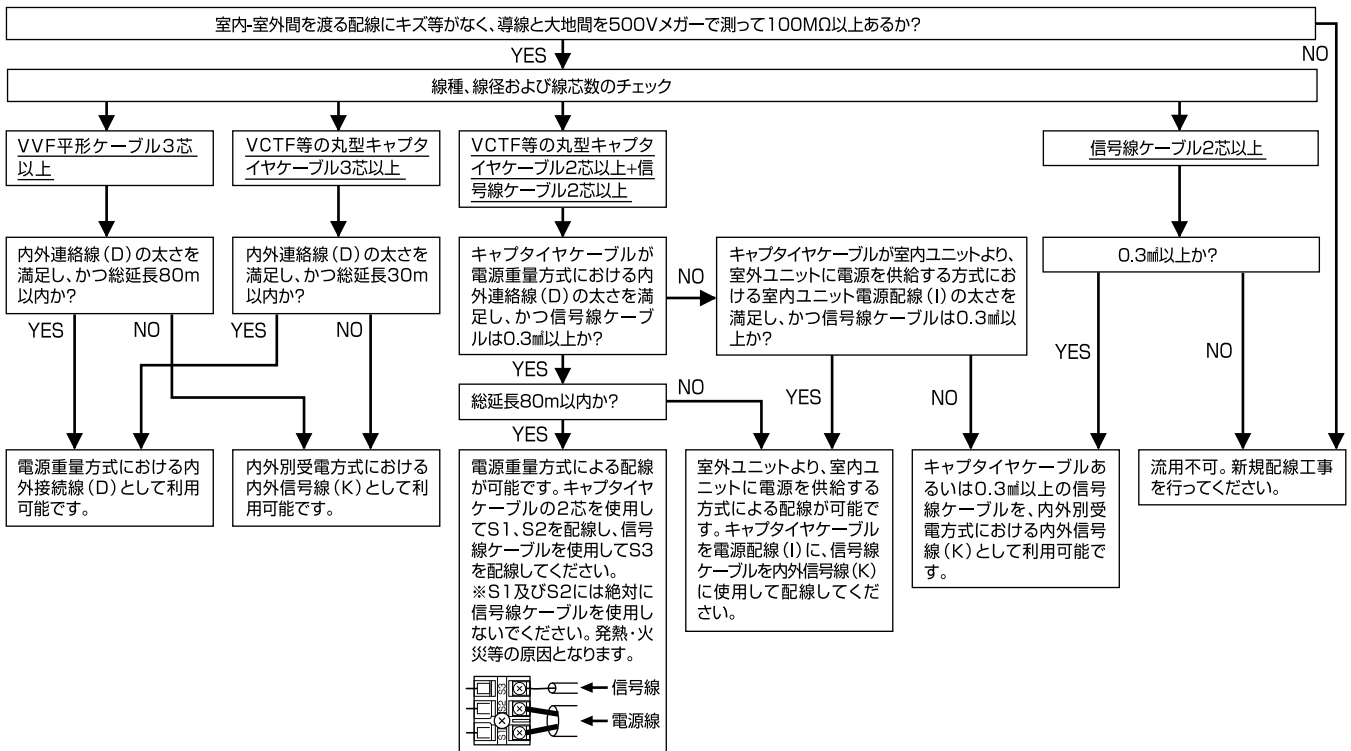 室内-室外間を渡る配線にキズ等がなく、導線と大地間を500Vメガーで測って100MΩ以上あるか?
YES
NO
線種、線径および線芯数のチェック
VVF平形ケーブル3芯
以上
VCTF等の丸型キャプタ
イヤケーブル3芯以上
VCTF等の丸型キャプタ
イヤケーブル2芯以上+信
号線ケーブル2芯以上
信号線ケーブル2芯以上
内外連絡線(D)の太さを
満足し、かつ総延長80m
以内か?
内外連絡線(D)の太さを
満足し、かつ総延長30m
以内か?
キャプタイヤケーブルが
電源重量方式における内
外連絡線(D)の太さを満
足し、かつ信号線ケーブ
ルは0.3㎟以上か?
NO
キャプタイヤケーブルが室内ユニットより、
室外ユニットに電源を供給する方式にお
ける室内ユニット電源配線(I)の太さを
満足し、かつ信号線ケーブルは0.3㎟以
上か?
0.3㎟以上か?
YES
NO
YES
NO
YES
総延長80m以内か?
NO
YES
YES
NO
YES
NO
電源重量方式における内
外接続線(D)として利用
可能です。
内外別受電方式における
内外信号線(K)として利
用可能です。
電源重量方式による配線
が可能です。キャプタイヤ
ケーブルの2芯を使用し
てS1、S2を配線し、信号
線ケーブルを使用してS3
を配線してください。
※S1及びS2には絶対に
信号線ケーブルを使用し
ないでください。発熱・火
災等の原因となります。
S3
S2
S1
信号線
電源線
室外ユニットより、室内ユ
ニットに電源を供給する
方式による配線が可能で
す。キャプタイヤケーブル
を電源配線(I)に、信号線
ケーブルを内外信号線(K)
に使用して配線してくだ
さい。
キャプタイヤケーブルあ
るいは0.3㎟以上の信号
線ケーブルを、内外別受
電方式における内外信号
線(K)として利用可能で
す。
流用不可。新規配線工事
を行ってください。